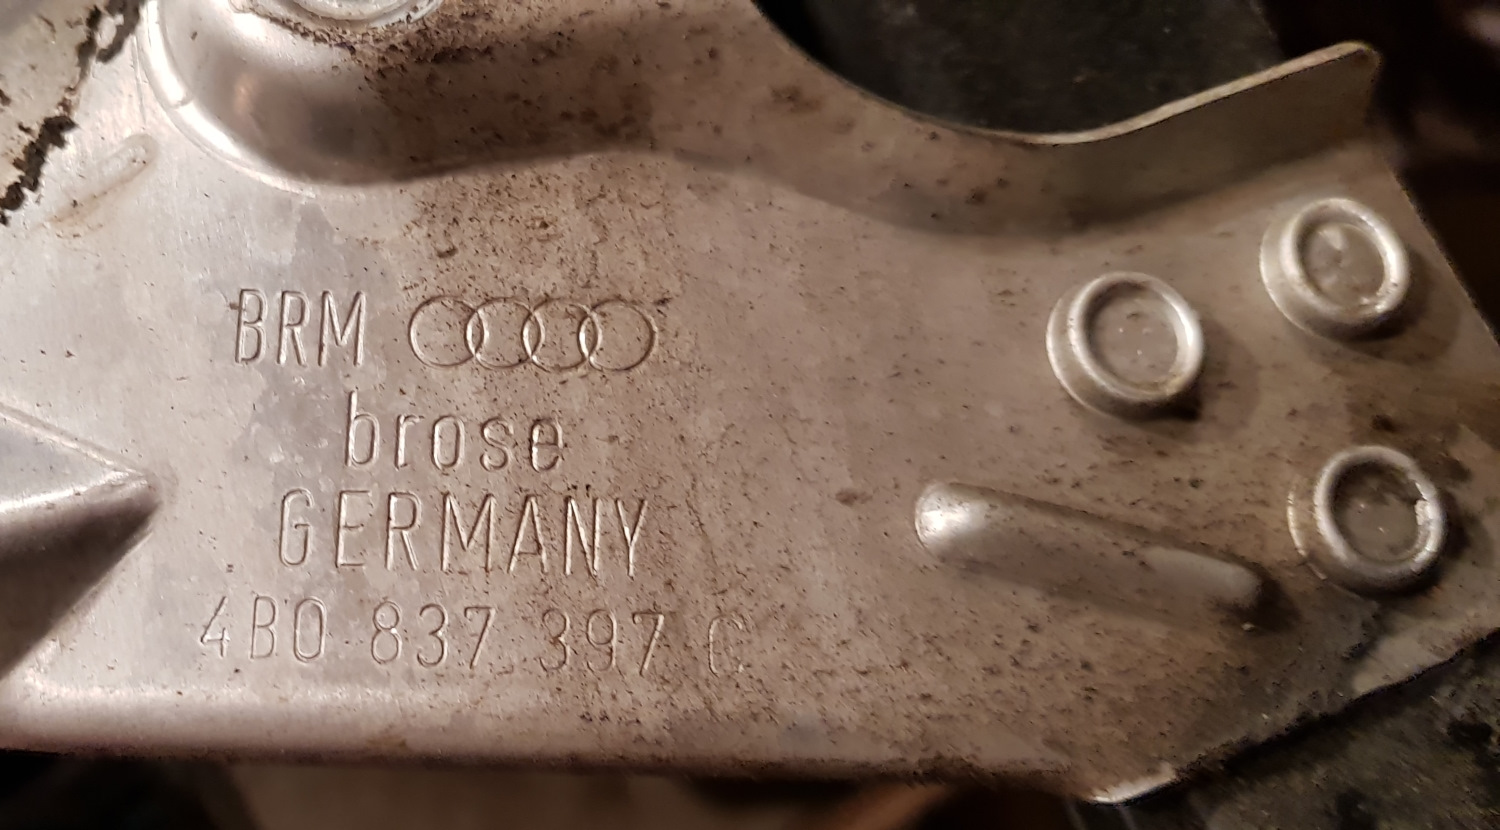 BRM
brose
GERMANY
4B0 837 397 C